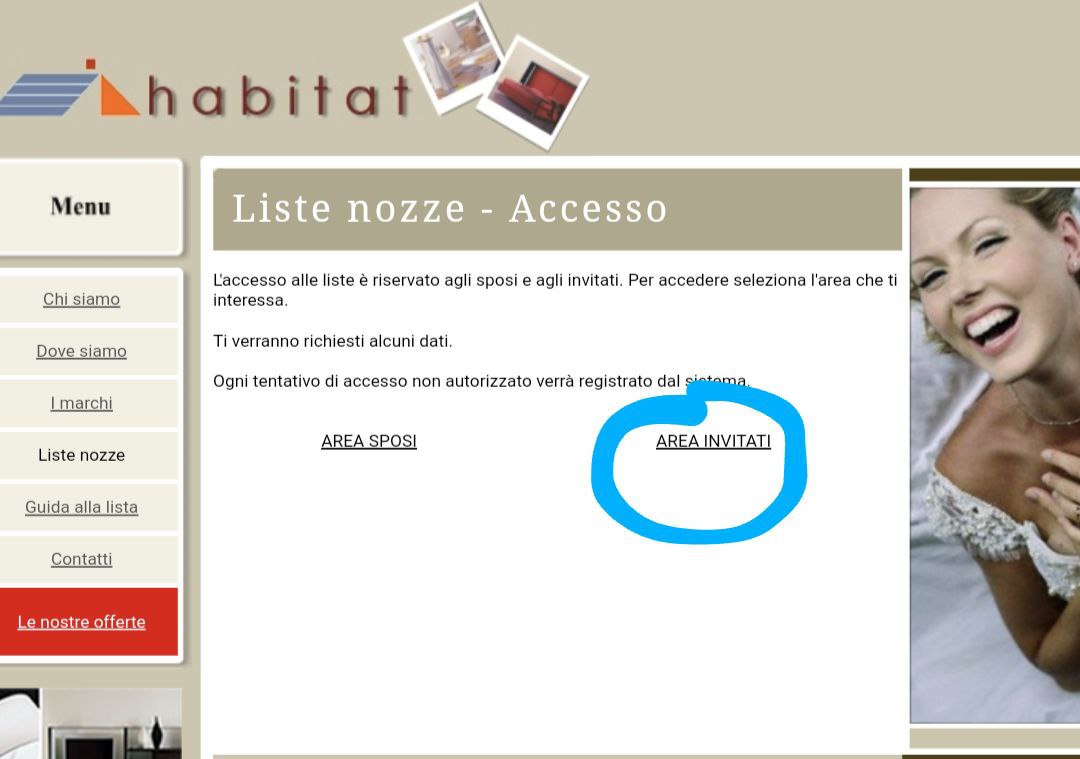 habitat
Menu
Chi siamo
Dove siamo
I marchi
Liste nozze
Guida alla lista
Contatti
Le nostre offerte
Liste nozze - Accesso
L'accesso alle liste è riservato agli sposi e agli invitati. Per accedere seleziona l'area che ti
interessa.
Ti verranno richiesti alcuni dati.
Ogni tentativo di accesso non autorizzato verrà registrato dal sistema.
AREA SPOSI
AREA INVITATI